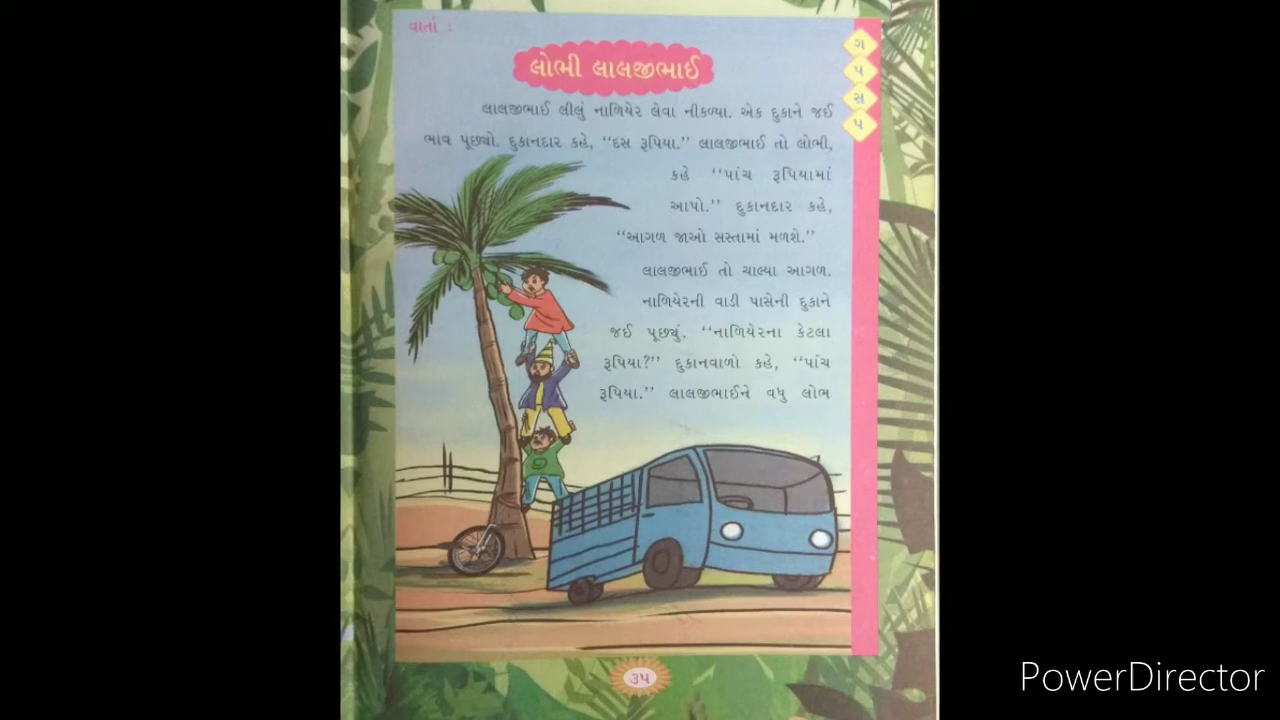 વાર્તા :
લોભી લાલજીભાઈ
લાલજીભાઈ લીલું નાળિયેર લેવા નીકળ્યા. એક દુકાને જઈ
ભાવ પૂછ્યો. દુકાનદાર કહે, “દસ રૂપિયા.” લાલજીભાઈ તો લોભી,
કહે “પાંચ રૂપિયામાં
આપો.” દુકાનદાર કહે,
“આગળ જાઓ સસ્તામાં મળશે.”
લાલજીભાઈ તો ચાલ્યા આગળ.
નાળિયેરની વાડી પાસેની દુકાને
જઈ પૂછ્યું. “નાળિયેરના કેટલા
રૂપિયા?” દુકાનવાળો કહે, “પાંચ
રૂપિયા.” લાલજીભાઈને વધુ લોભ
ગ
પ
સ
પ
૩૫
PowerDirector